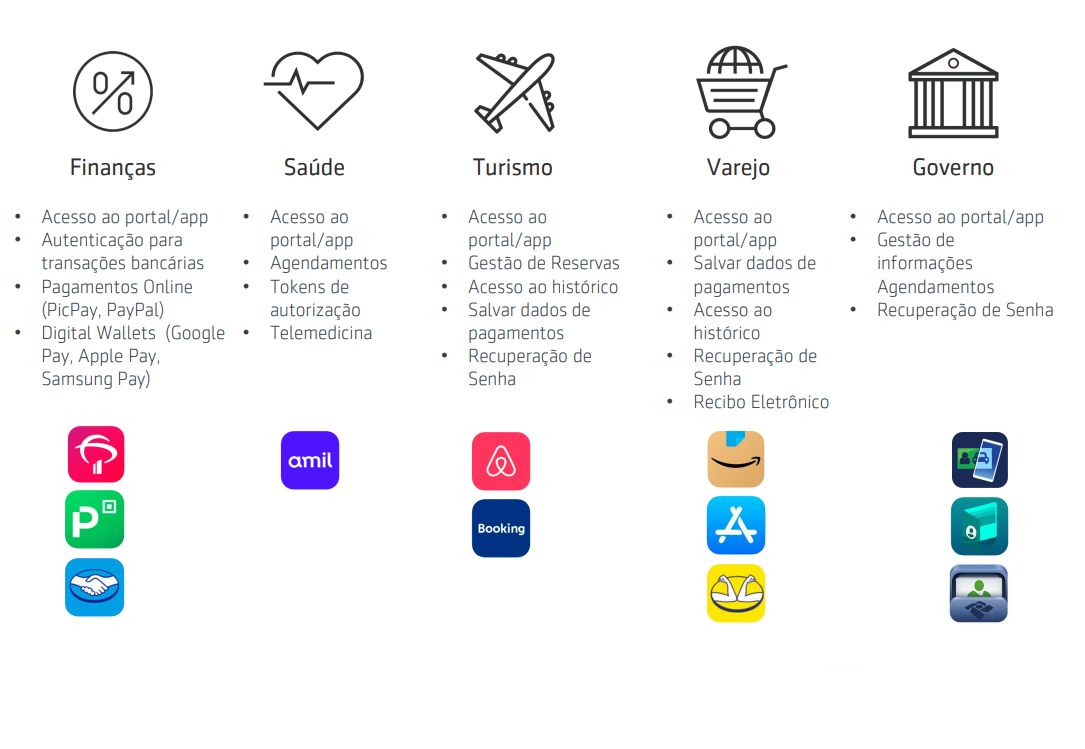 Finanças
• Acesso ao portal/app
• Autenticação para
transações bancárias
• Pagamentos Online
(PicPay, PayPal)
• Digital Wallets (Google
Pay, Apple Pay,
Samsung Pay)
P
Saúde
• Acesso ao
portal/app
• Agendamentos
• Tokens de
autorização
• Telemedicina
amil
Turismo
• Acesso ao
portal/app
• Gestão de Reservas
• Acesso ao histórico
• Salvar dados de
pagamentos
• Recuperação de
Senha
Booking
Varejo
• Acesso ao
portal/app
• Salvar dados de
pagamentos
• Acesso ao
histórico
• Recuperação de
Senha
• Recibo Eletrônico
Governo
• Acesso ao portal/app
• Gestão de
informações
Agendamentos
• Recuperação de Senha